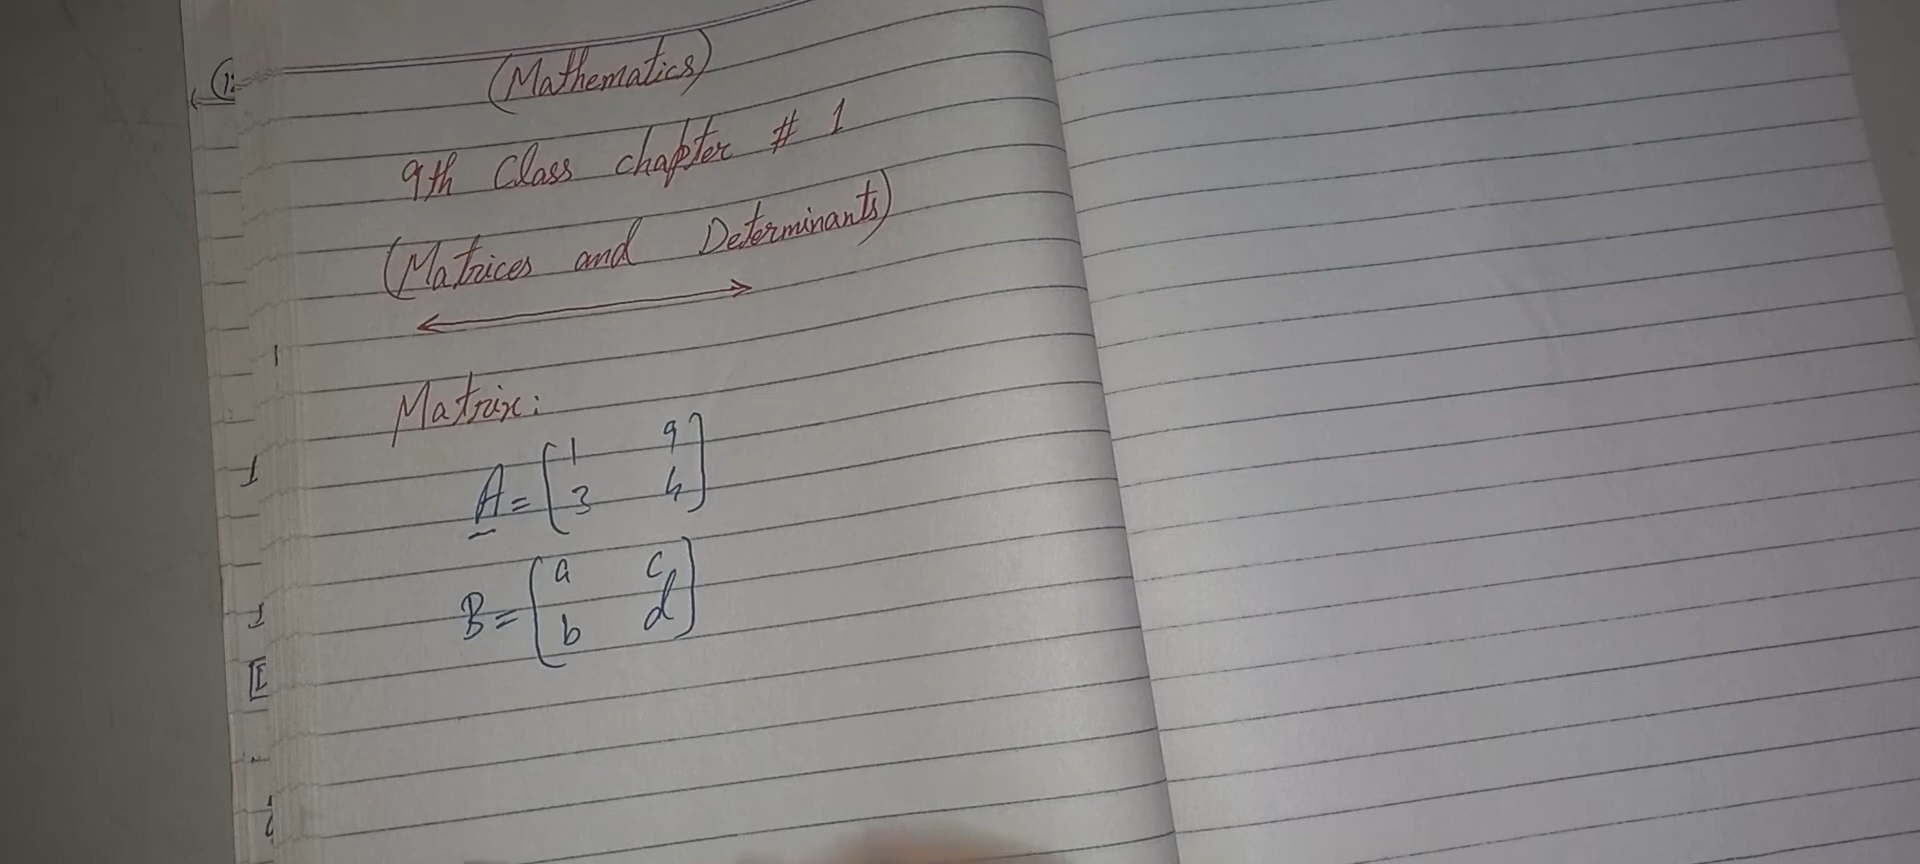 (Mathematics)
9th Class chapter # 1
(Matrices and Determinants)
Matrix:
A = [1 9
3 4]
B = [a c
b d]